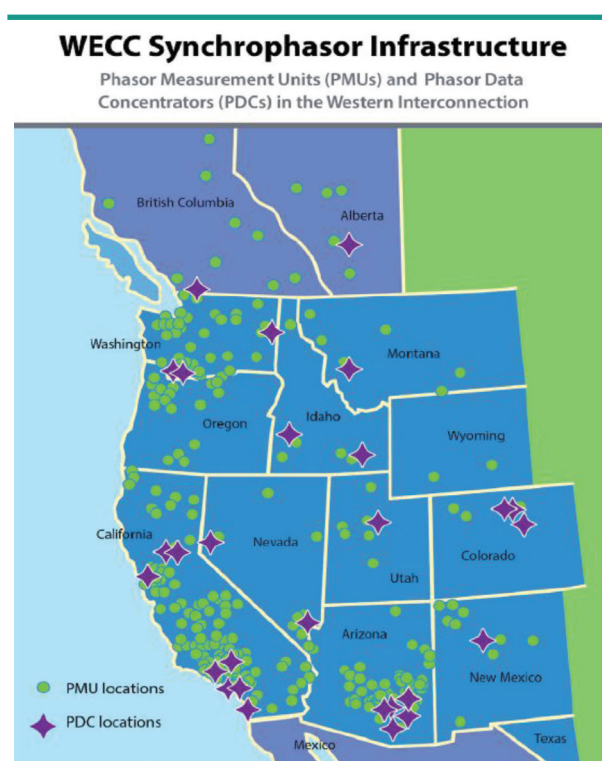 WECC Synchrophasor Infrastructure
Phasor Measurement Units (PMUs) and Phasor Data
Concentrators (PDCs) in the Western Interconnection
British Columbia
Alberta
Washington
Montana
Idaho
Oregon
Wyoming
California
Nevada
Colorado
Utah
Arizona
New Mexico
PMU locations
PDC locations
Mexico
Texas